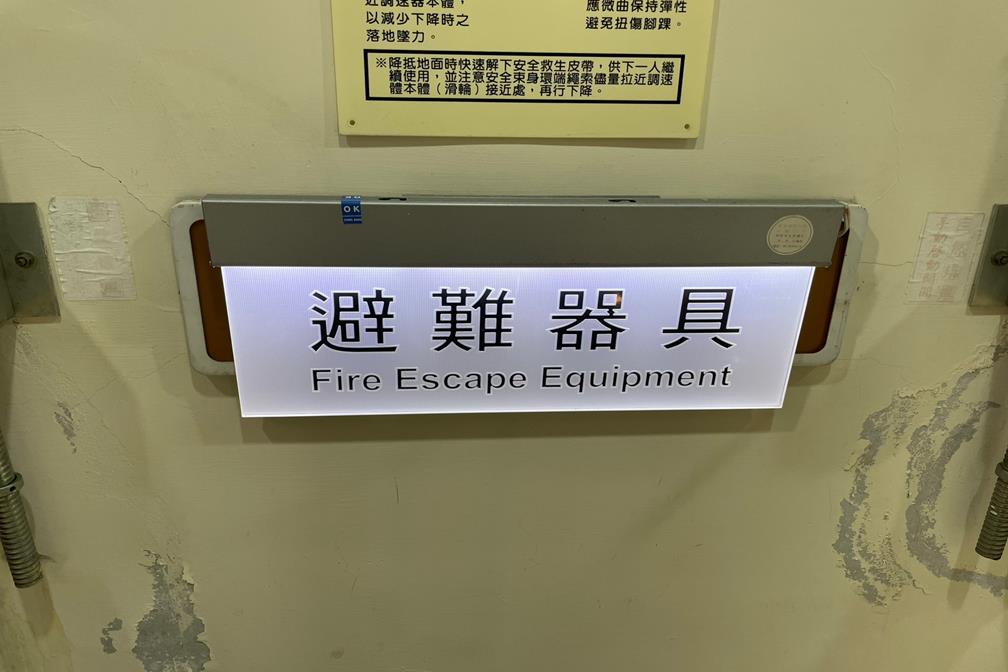 近調速器本體，
以減少下降時之
落地墜力。
應微曲保持彈性
避免扭傷腳踝。
※降抵地面時快速解下安全救生皮帶，供下一人繼
續使用，並注意安全束身環端繩索儘量拉近調速
體本體（滑輪）接近處，再行下降。
OK
避難器具
Fire Escape Equipment